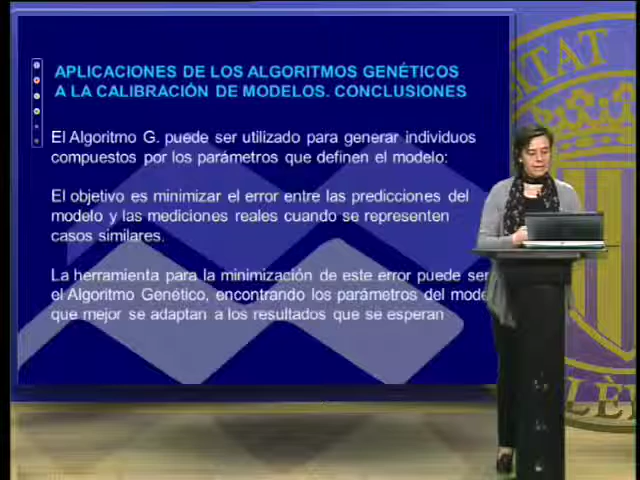 APLICACIONES DE LOS ALGORITMOS GENÉTICOS
A LA CALIBRACIÓN DE MODELOS. CONCLUSIONES
El Algoritmo G. puede ser utilizado para generar individuos
compuestos por los parámetros que definen el modelo:
El objetivo es minimizar el error entre las predicciones del
modelo y las mediciones reales cuando se representen
casos similares.
La herramienta para la minimización de este error puede ser
el Algoritmo Genético, encontrando los parámetros del mode
que mejor se adaptan a los resultados que se esperan
TAT
LÈ